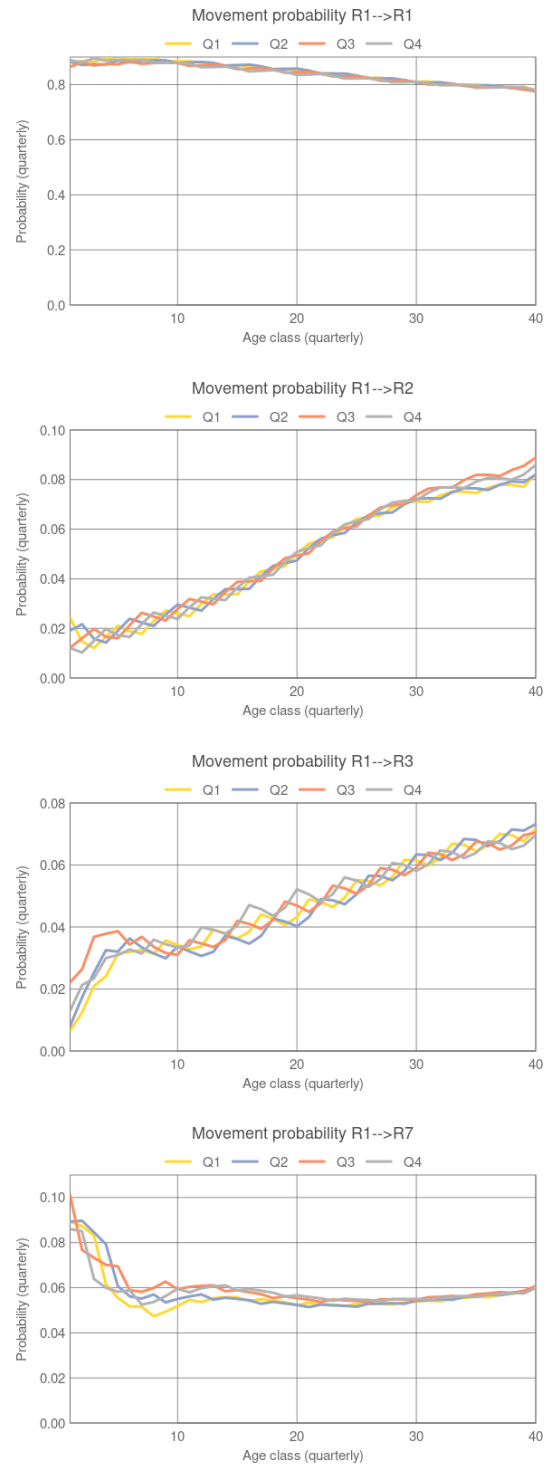 Movement probability R1-->R1
Q1 Q2 Q3 Q4
Probability (quarterly)
0.8
0.6
0.4
0.2
0.0
10 20 30 40
Age class (quarterly)
Movement probability R1-->R2
Q1 Q2 Q3 Q4
Probability (quarterly)
0.10
0.08
0.06
0.04
0.02
0.00
10 20 30 40
Age class (quarterly)
Movement probability R1-->R3
Q1 Q2 Q3 Q4
Probability (quarterly)
0.08
0.06
0.04
0.02
0.00
10 20 30 40
Age class (quarterly)
Movement probability R1-->R7
Q1 Q2 Q3 Q4
Probability (quarterly)
0.10
0.08
0.06
0.04
0.02
0.00
10 20 30 40
Age class (quarterly)